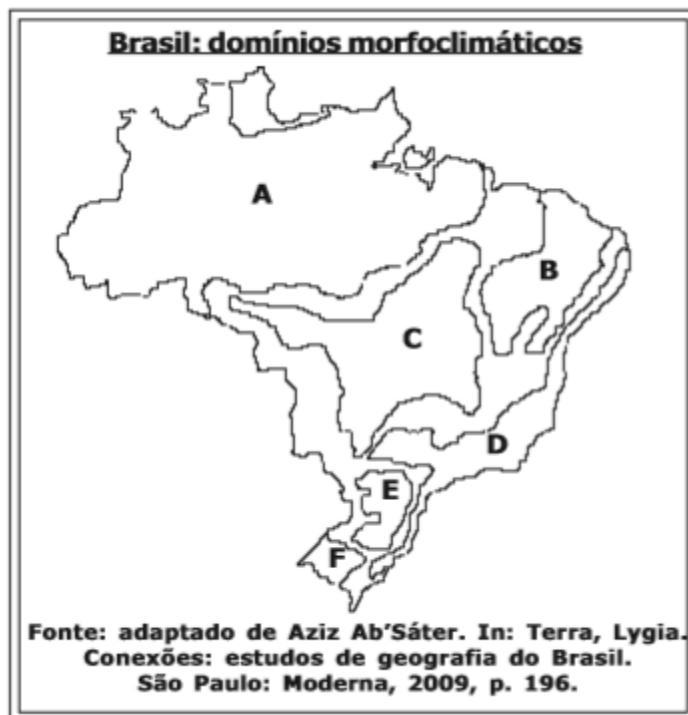 Brasil: domínios morfoclimáticos
A
B
C
D
E
F
Fonte: adaptado de Aziz Ab'Sáter. In: Terra, Lygia.
Conexões: estudos de geografia do Brasil.
São Paulo: Moderna, 2009, p. 196.